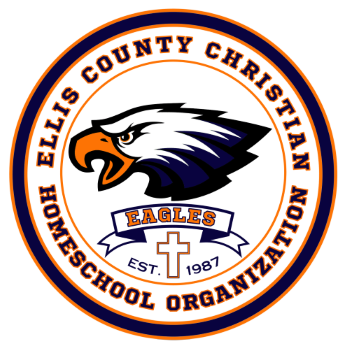 ELLIS COUNTY CHRISTIAN
HOMESCHOOL ORGANIZATION
EAGLES
EST. 1987